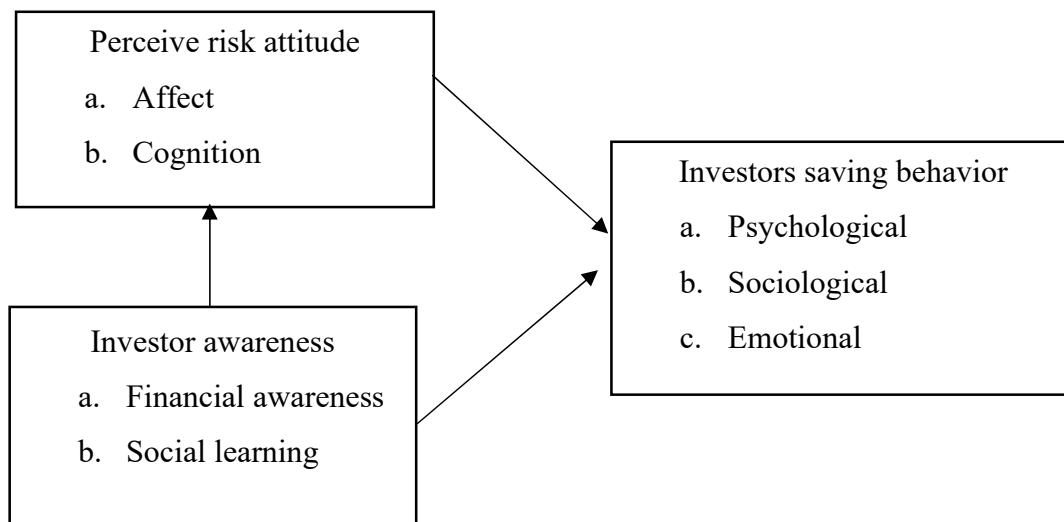 Perceive risk attitude
a. Affect
b. Cognition
Investors saving behavior
a. Psychological
b. Sociological
c. Emotional
Investor awareness
a. Financial awareness
b. Social learning